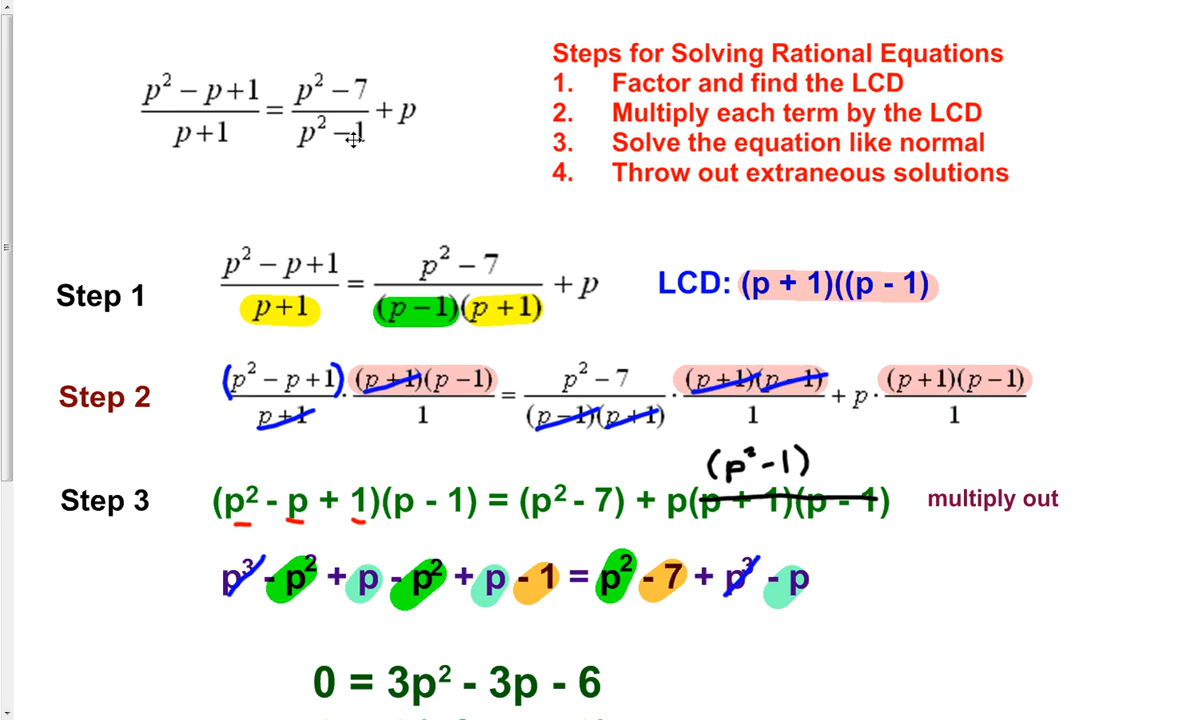 Steps for Solving Rational Equations
1. Factor and find the LCD
2. Multiply each term by the LCD
3. Solve the equation like normal
4. Throw out extraneous solutions
(p² - p + 1)/(p + 1) = (p² - 7)/(p² - 1) + p
Step 1 (p² - p + 1)/(p + 1) = (p² - 7)/((p - 1)(p + 1)) + p LCD: (p + 1)((p - 1)
Step 2 (p² - p + 1)/(p + 1) · (p + 1)(p - 1)/1 = (p² - 7)/((p - 1)(p + 1)) · (p + 1)(p - 1)/1 + p · (p + 1)(p - 1)/1
(p² - 1)
Step 3 (p² - p + 1)(p - 1) = (p² - 7) + p(p + 1)(p - 1) multiply out
p³ - p² + p - p² + p - 1 = p² - 7 + p³ - p
0 = 3p² - 3p - 6